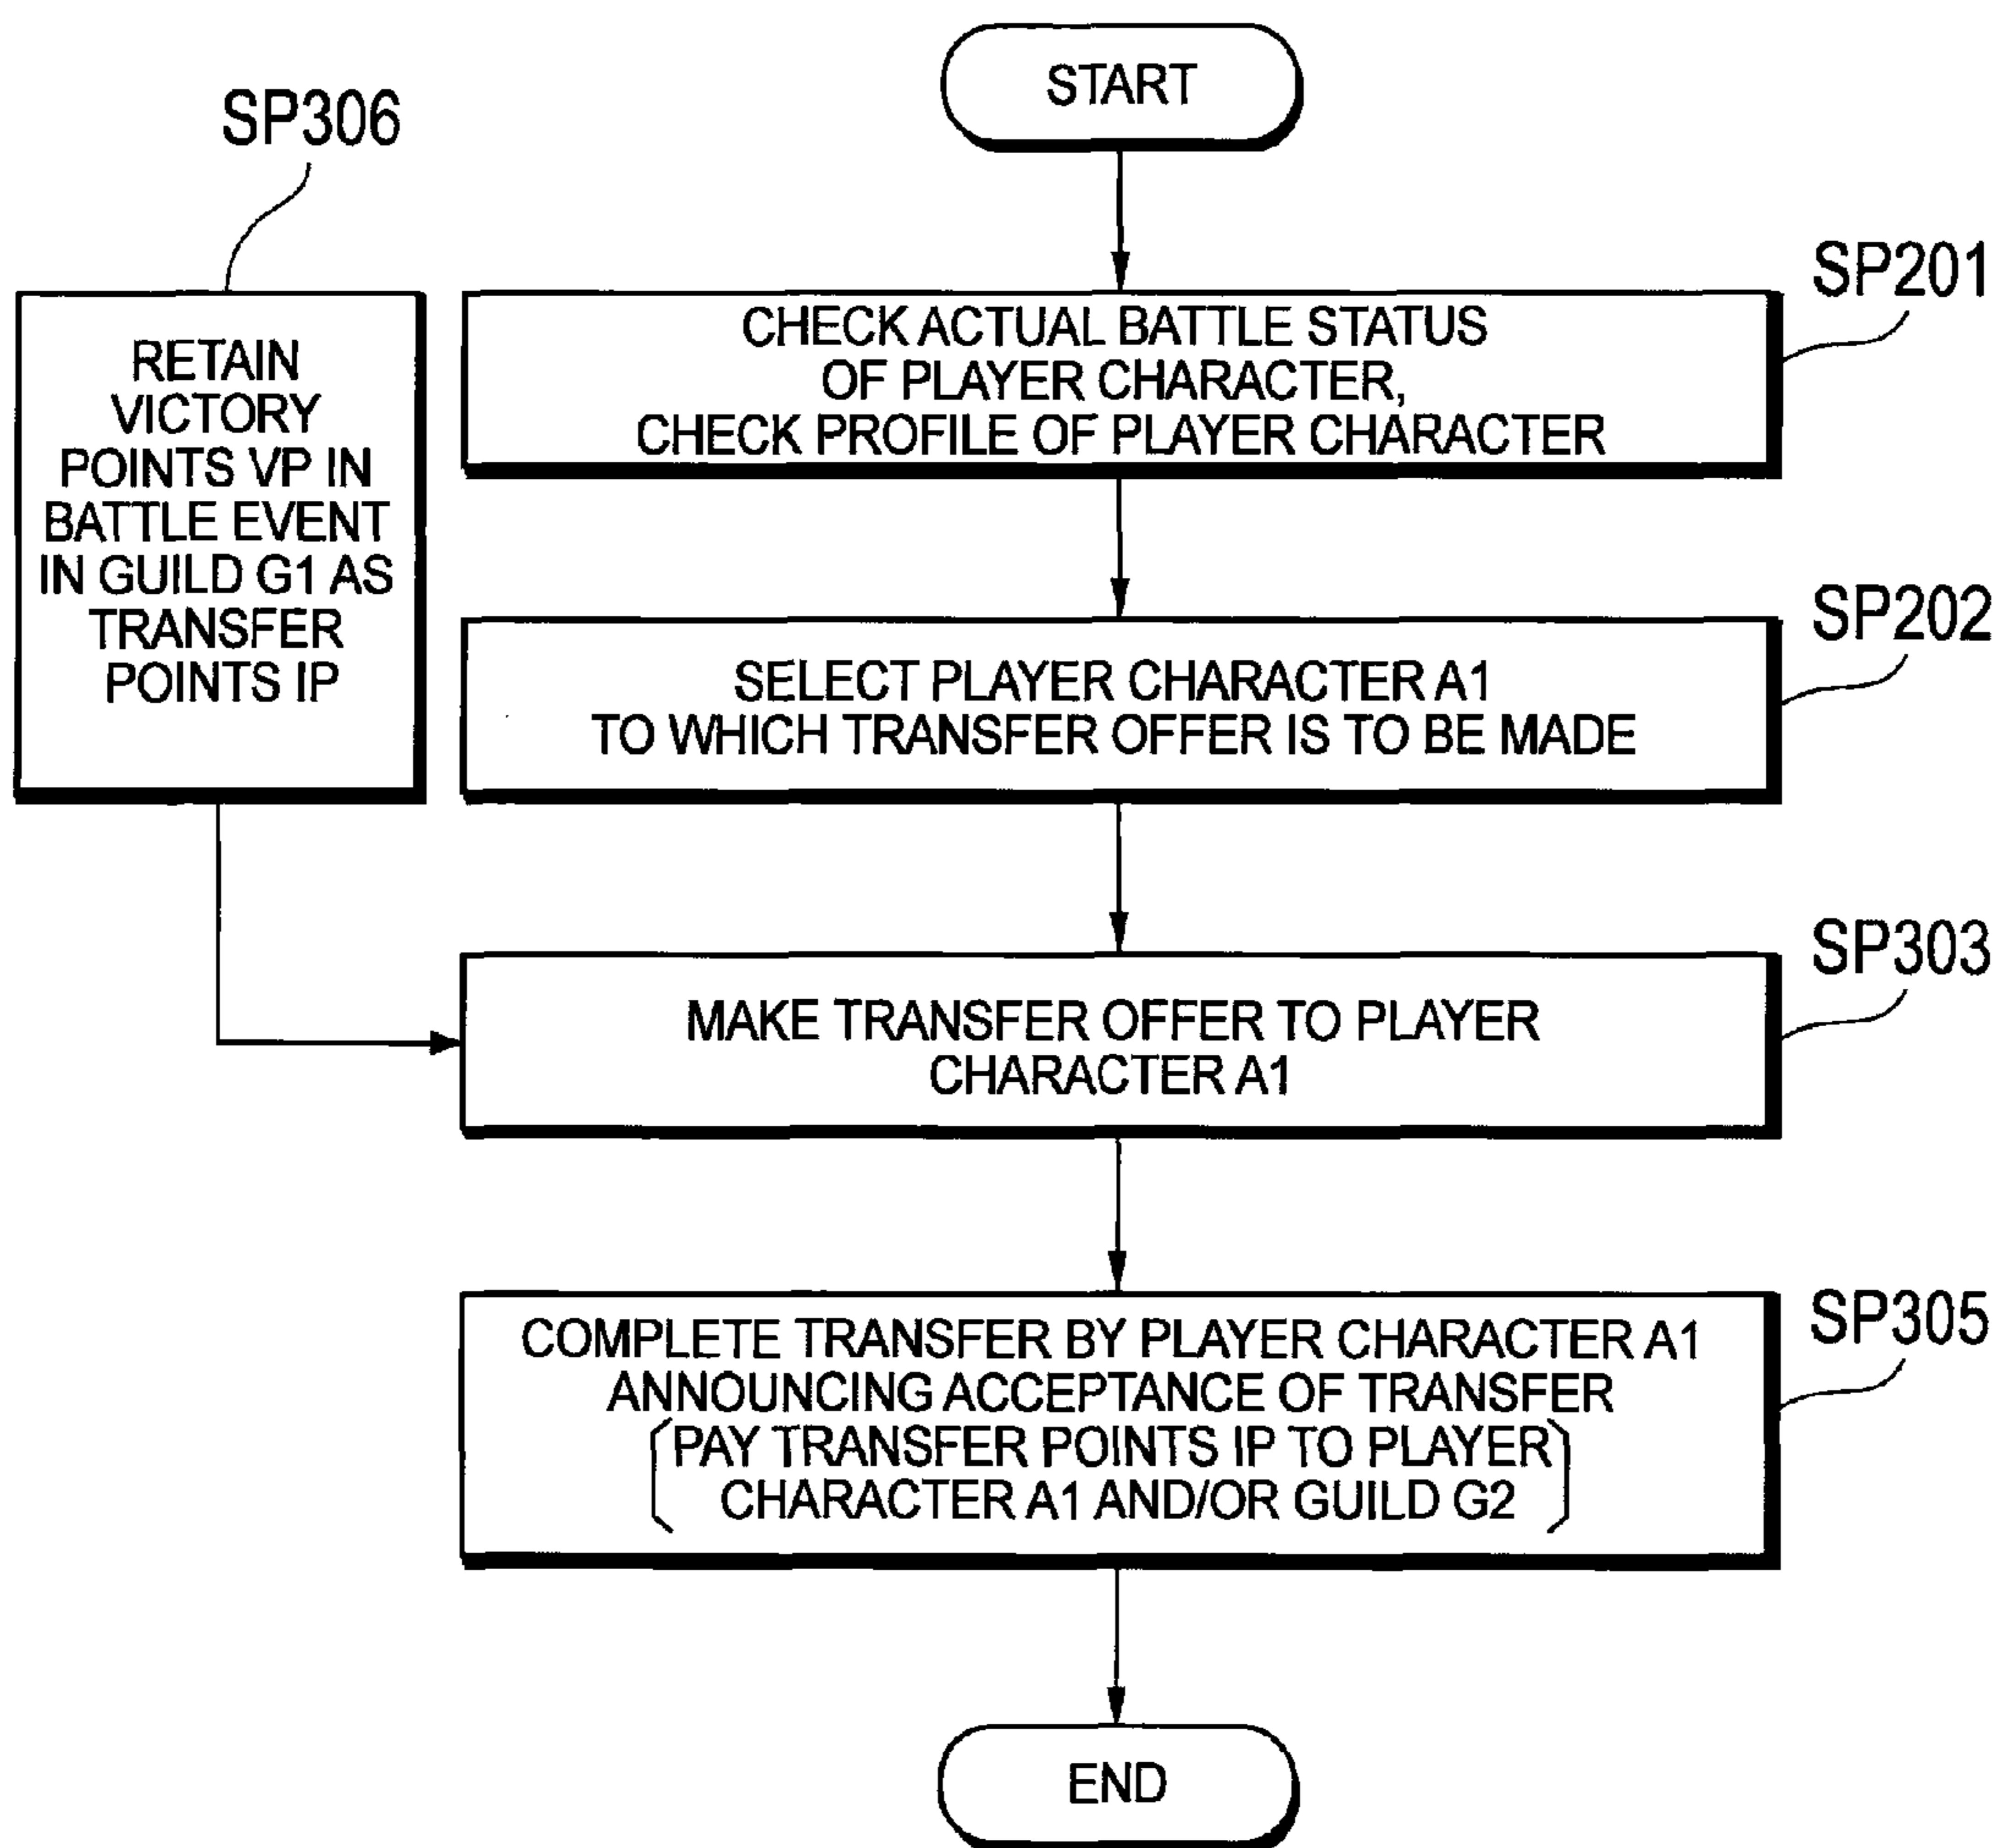 START
SP306
RETAIN
VICTORY
POINTS VP IN
BATTLE EVENT
IN GUILD G1 AS
TRANSFER
POINTS IP
SP201
CHECK ACTUAL BATTLE STATUS
OF PLAYER CHARACTER,
CHECK PROFILE OF PLAYER CHARACTER
SP202
SELECT PLAYER CHARACTER A1
TO WHICH TRANSFER OFFER IS TO BE MADE
SP303
MAKE TRANSFER OFFER TO PLAYER
CHARACTER A1
SP305
COMPLETE TRANSFER BY PLAYER CHARACTER A1
ANNOUNCING ACCEPTANCE OF TRANSFER
(PAY TRANSFER POINTS IP TO PLAYER
CHARACTER A1 AND/OR GUILD G2)
END